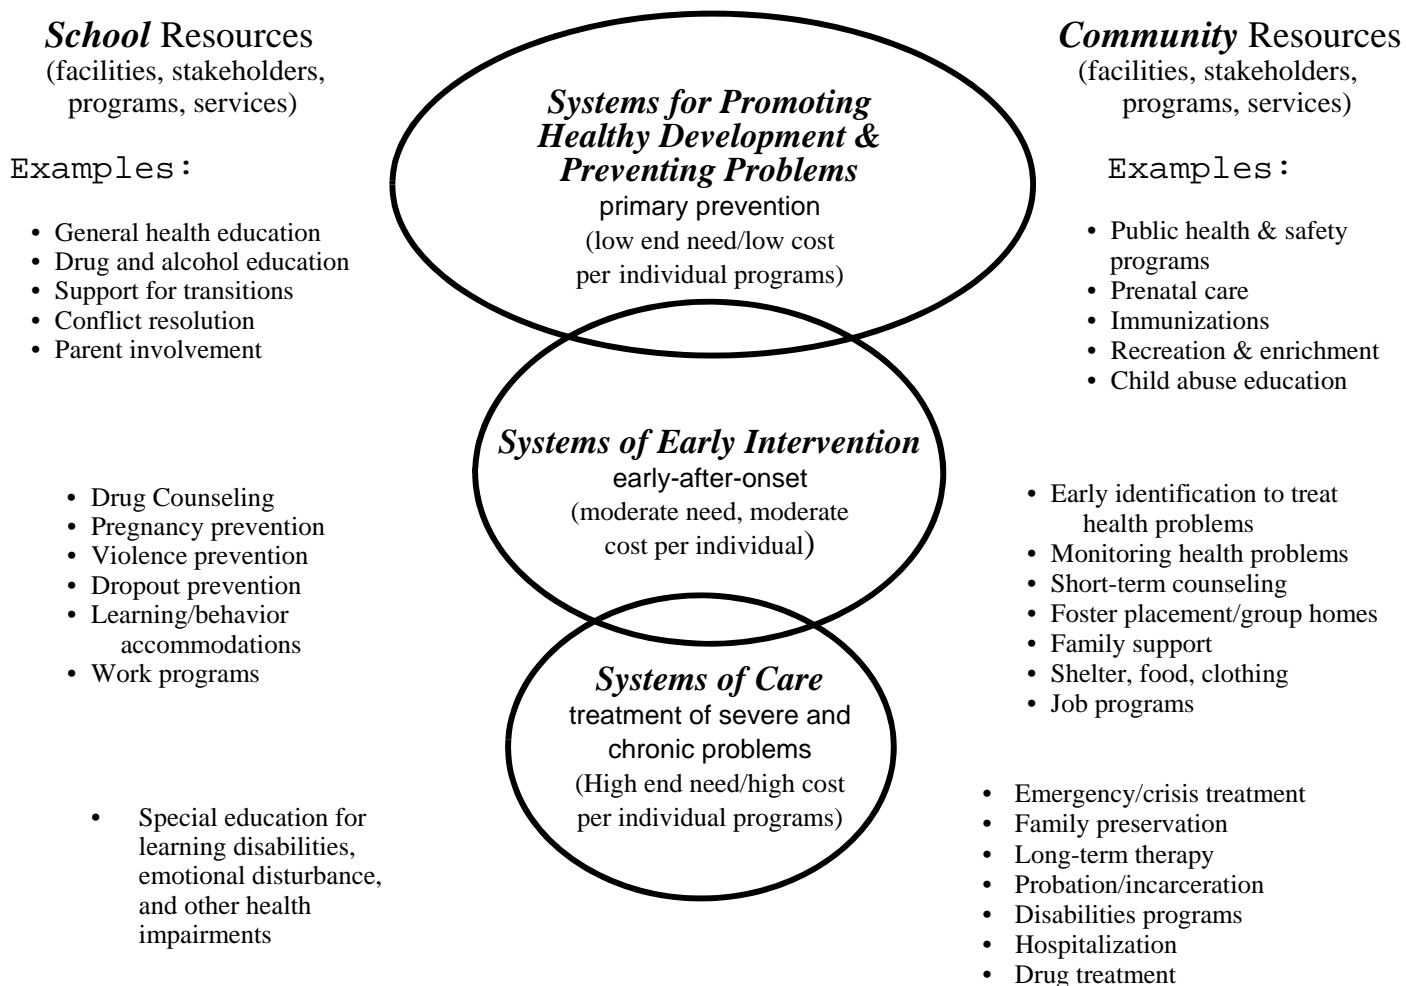 School Resources
(facilities, stakeholders,
programs, services)
Examples:
• General health education
• Drug and alcohol education
• Support for transitions
• Conflict resolution
• Parent involvement
• Drug Counseling
• Pregnancy prevention
• Violence prevention
• Dropout prevention
• Learning/behavior
accommodations
• Work programs
• Special education for
learning disabilities,
emotional disturbance,
and other health
impairments
Systems for Promoting
Healthy Development &
Preventing Problems
primary prevention
(low end need/low cost
per individual programs)
Systems of Early Intervention
early-after-onset
(moderate need, moderate
cost per individual)
Systems of Care
treatment of severe and
chronic problems
(High end need/high cost
per individual programs)
Community Resources
(facilities, stakeholders,
programs, services)
Examples:
• Public health & safety
programs
• Prenatal care
• Immunizations
• Recreation & enrichment
• Child abuse education
• Early identification to treat
health problems
• Monitoring health problems
• Short-term counseling
• Foster placement/group homes
• Family support
• Shelter, food, clothing
• Job programs
• Emergency/crisis treatment
• Family preservation
• Long-term therapy
• Probation/incarceration
• Disabilities programs
• Hospitalization
• Drug treatment